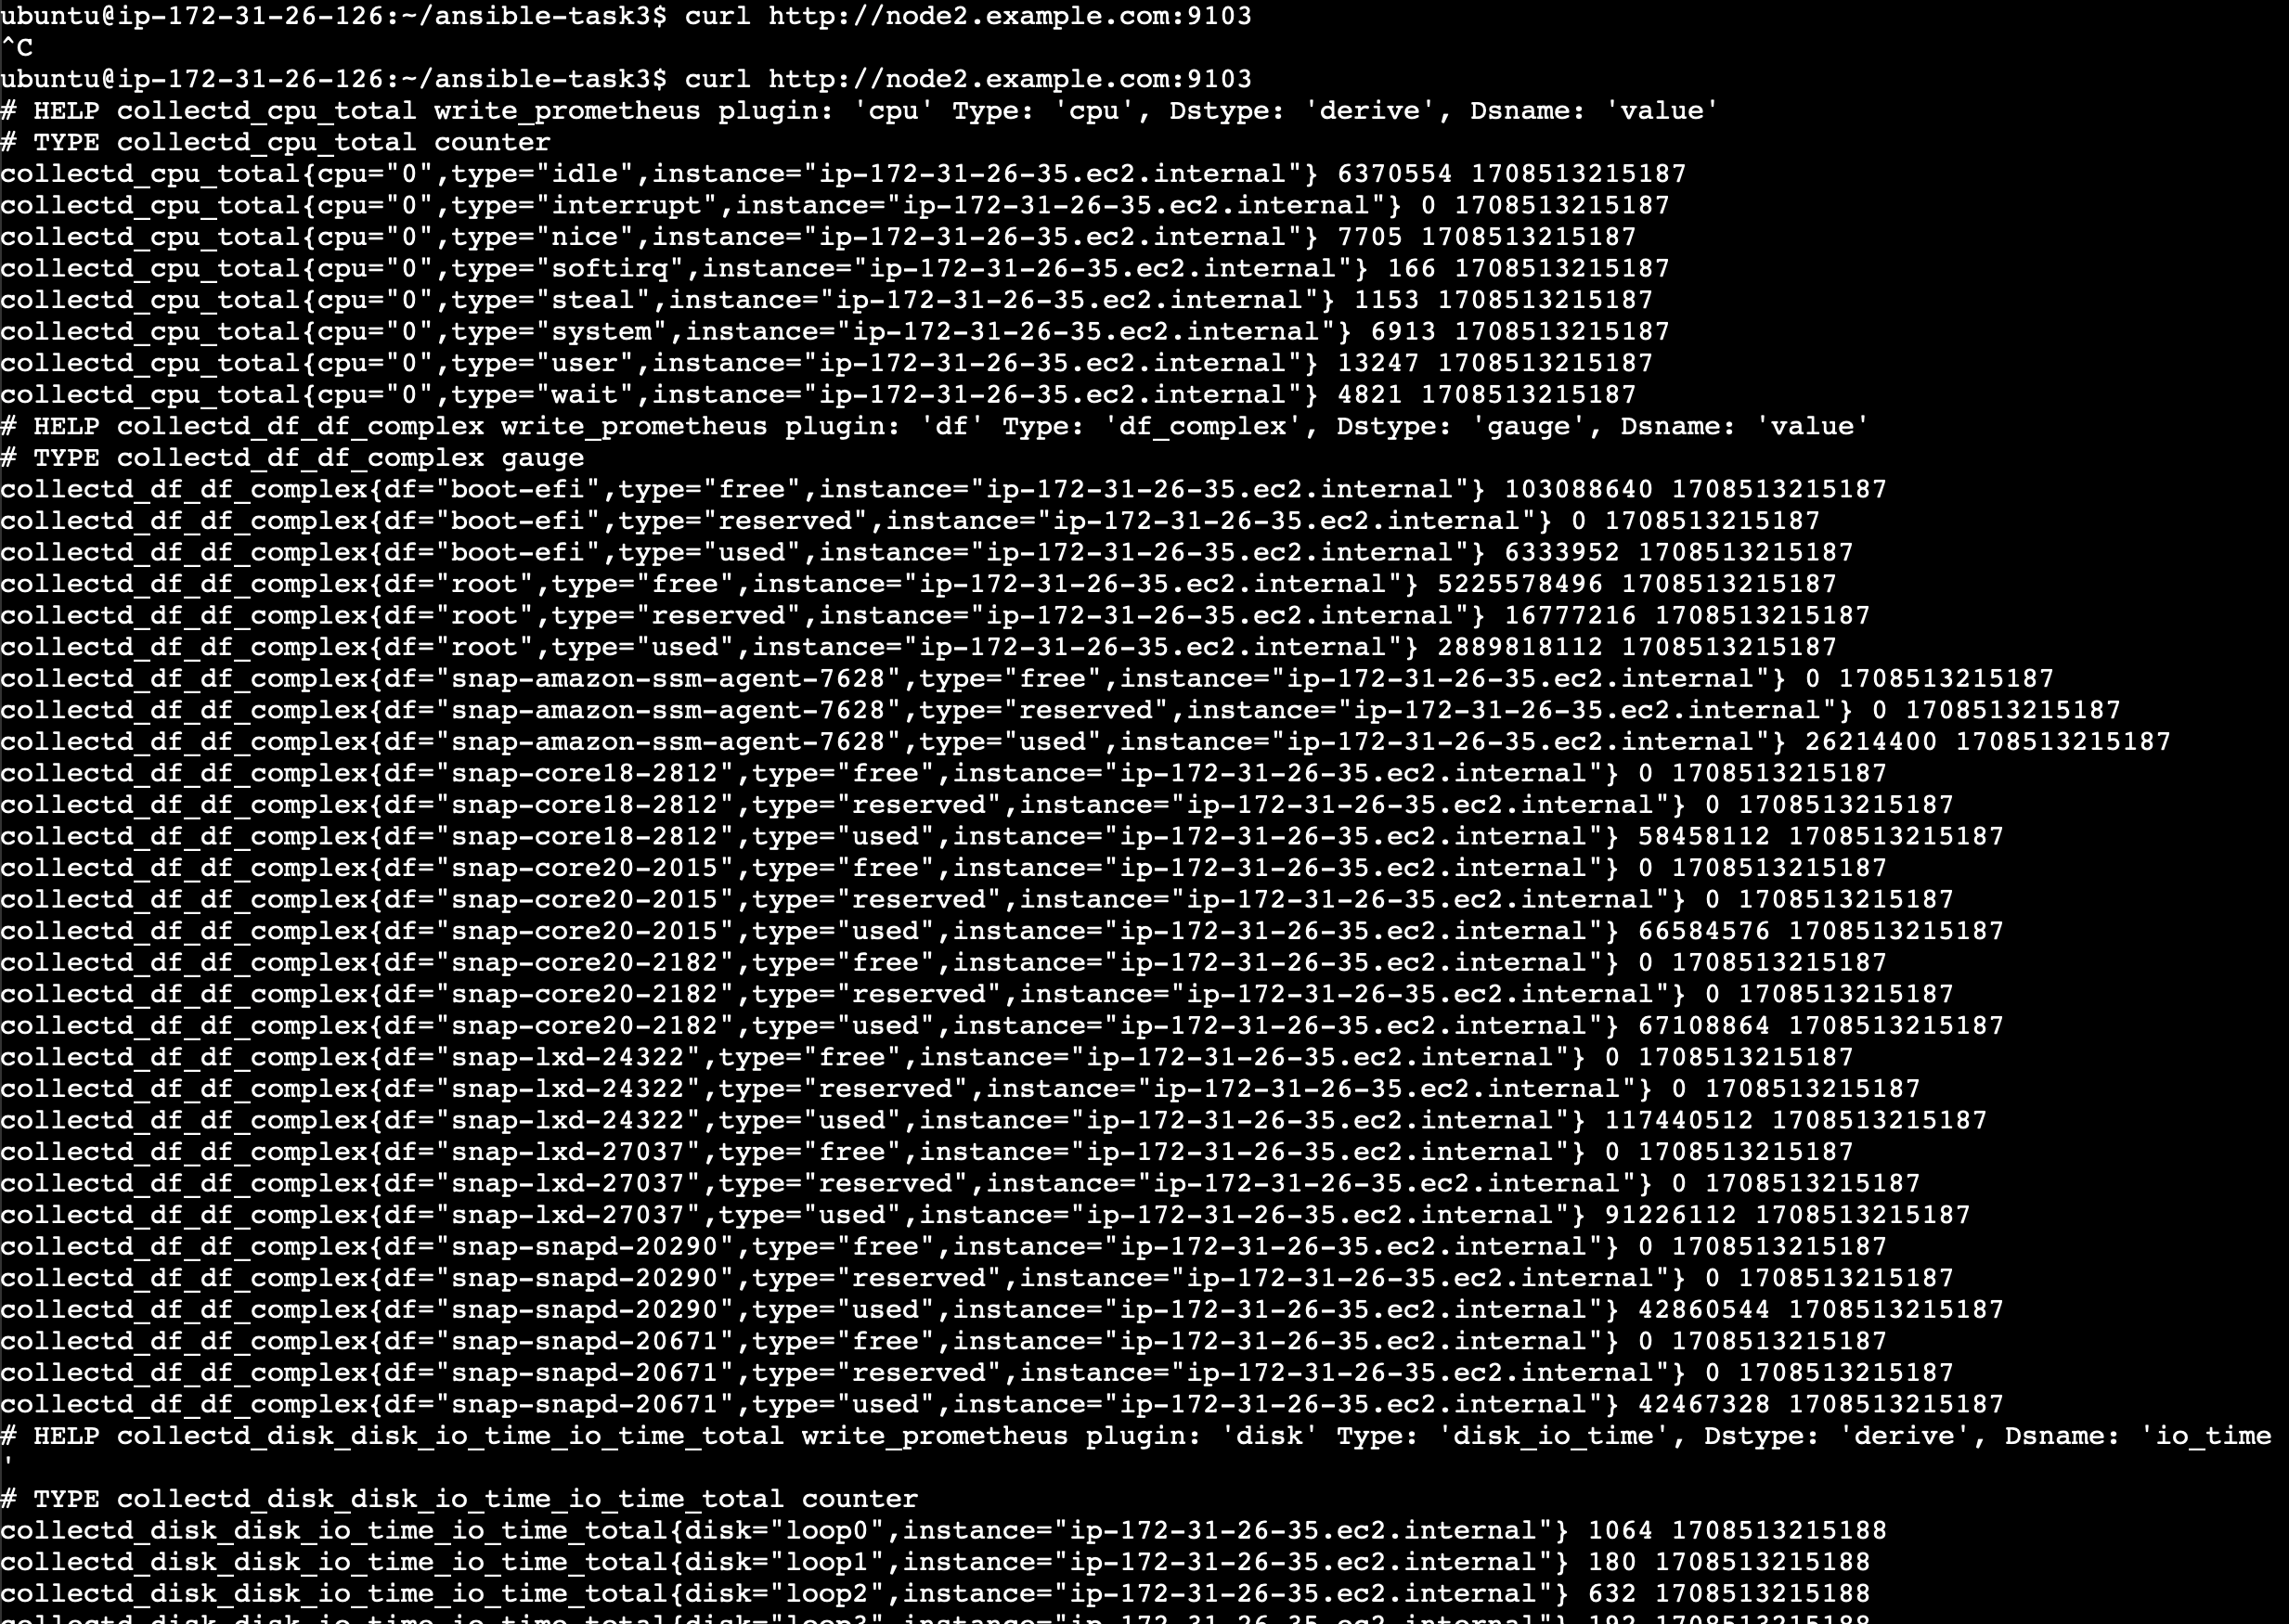 ubuntu@ip-172-31-26-126:~/ansible-task3$ curl http://node2.example.com:9103
^C
ubuntu@ip-172-31-26-126:~/ansible-task3$ curl http://node2.example.com:9103
# HELP collectd_cpu_total write_prometheus plugin: 'cpu' Type: 'cpu', Dstype: 'derive', Dsname: 'value'
# TYPE collectd_cpu_total counter
collectd_cpu_total{cpu="0",type="idle",instance="ip-172-31-26-35.ec2.internal"} 6370554 1708513215187
collectd_cpu_total{cpu="0",type="interrupt",instance="ip-172-31-26-35.ec2.internal"} 0 1708513215187
collectd_cpu_total{cpu="0",type="nice",instance="ip-172-31-26-35.ec2.internal"} 7705 1708513215187
collectd_cpu_total{cpu="0",type="softirq",instance="ip-172-31-26-35.ec2.internal"} 166 1708513215187
collectd_cpu_total{cpu="0",type="steal",instance="ip-172-31-26-35.ec2.internal"} 1153 1708513215187
collectd_cpu_total{cpu="0",type="system",instance="ip-172-31-26-35.ec2.internal"} 6913 1708513215187
collectd_cpu_total{cpu="0",type="user",instance="ip-172-31-26-35.ec2.internal"} 13247 1708513215187
collectd_cpu_total{cpu="0",type="wait",instance="ip-172-31-26-35.ec2.internal"} 4821 1708513215187
# HELP collectd_df_df_complex write_prometheus plugin: 'df' Type: 'df_complex', Dstype: 'gauge', Dsname: 'value'
# TYPE collectd_df_df_complex gauge
collectd_df_df_complex{df="boot-efi",type="free",instance="ip-172-31-26-35.ec2.internal"} 103088640 1708513215187
collectd_df_df_complex{df="boot-efi",type="reserved",instance="ip-172-31-26-35.ec2.internal"} 0 1708513215187
collectd_df_df_complex{df="boot-efi",type="used",instance="ip-172-31-26-35.ec2.internal"} 6333952 1708513215187
collectd_df_df_complex{df="root",type="free",instance="ip-172-31-26-35.ec2.internal"} 5225578496 1708513215187
collectd_df_df_complex{df="root",type="reserved",instance="ip-172-31-26-35.ec2.internal"} 16777216 1708513215187
collectd_df_df_complex{df="root",type="used",instance="ip-172-31-26-35.ec2.internal"} 2889818112 1708513215187
collectd_df_df_complex{df="snap-amazon-ssm-agent-7628",type="free",instance="ip-172-31-26-35.ec2.internal"} 0 1708513215187
collectd_df_df_complex{df="snap-amazon-ssm-agent-7628",type="reserved",instance="ip-172-31-26-35.ec2.internal"} 0 1708513215187
collectd_df_df_complex{df="snap-amazon-ssm-agent-7628",type="used",instance="ip-172-31-26-35.ec2.internal"} 26214400 1708513215187
collectd_df_df_complex{df="snap-core18-2812",type="free",instance="ip-172-31-26-35.ec2.internal"} 0 1708513215187
collectd_df_df_complex{df="snap-core18-2812",type="reserved",instance="ip-172-31-26-35.ec2.internal"} 0 1708513215187
collectd_df_df_complex{df="snap-core18-2812",type="used",instance="ip-172-31-26-35.ec2.internal"} 58458112 1708513215187
collectd_df_df_complex{df="snap-core20-2015",type="free",instance="ip-172-31-26-35.ec2.internal"} 0 1708513215187
collectd_df_df_complex{df="snap-core20-2015",type="reserved",instance="ip-172-31-26-35.ec2.internal"} 0 1708513215187
collectd_df_df_complex{df="snap-core20-2015",type="used",instance="ip-172-31-26-35.ec2.internal"} 66584576 1708513215187
collectd_df_df_complex{df="snap-core20-2182",type="free",instance="ip-172-31-26-35.ec2.internal"} 0 1708513215187
collectd_df_df_complex{df="snap-core20-2182",type="reserved",instance="ip-172-31-26-35.ec2.internal"} 0 1708513215187
collectd_df_df_complex{df="snap-core20-2182",type="used",instance="ip-172-31-26-35.ec2.internal"} 67108864 1708513215187
collectd_df_df_complex{df="snap-lxd-24322",type="free",instance="ip-172-31-26-35.ec2.internal"} 0 1708513215187
collectd_df_df_complex{df="snap-lxd-24322",type="reserved",instance="ip-172-31-26-35.ec2.internal"} 0 1708513215187
collectd_df_df_complex{df="snap-lxd-24322",type="used",instance="ip-172-31-26-35.ec2.internal"} 117440512 1708513215187
collectd_df_df_complex{df="snap-lxd-27037",type="free",instance="ip-172-31-26-35.ec2.internal"} 0 1708513215187
collectd_df_df_complex{df="snap-lxd-27037",type="reserved",instance="ip-172-31-26-35.ec2.internal"} 0 1708513215187
collectd_df_df_complex{df="snap-lxd-27037",type="used",instance="ip-172-31-26-35.ec2.internal"} 91226112 1708513215187
collectd_df_df_complex{df="snap-snapd-20290",type="free",instance="ip-172-31-26-35.ec2.internal"} 0 1708513215187
collectd_df_df_complex{df="snap-snapd-20290",type="reserved",instance="ip-172-31-26-35.ec2.internal"} 0 1708513215187
collectd_df_df_complex{df="snap-snapd-20290",type="used",instance="ip-172-31-26-35.ec2.internal"} 42860544 1708513215187
collectd_df_df_complex{df="snap-snapd-20671",type="free",instance="ip-172-31-26-35.ec2.internal"} 0 1708513215187
collectd_df_df_complex{df="snap-snapd-20671",type="reserved",instance="ip-172-31-26-35.ec2.internal"} 0 1708513215187
collectd_df_df_complex{df="snap-snapd-20671",type="used",instance="ip-172-31-26-35.ec2.internal"} 42467328 1708513215187
# HELP collectd_disk_disk_io_time_io_time_total write_prometheus plugin: 'disk' Type: 'disk_io_time', Dstype: 'derive', Dsname: 'io_time
'
# TYPE collectd_disk_disk_io_time_io_time_total counter
collectd_disk_disk_io_time_io_time_total{disk="loop0",instance="ip-172-31-26-35.ec2.internal"} 1064 1708513215188
collectd_disk_disk_io_time_io_time_total{disk="loop1",instance="ip-172-31-26-35.ec2.internal"} 180 1708513215188
collectd_disk_disk_io_time_io_time_total{disk="loop2",instance="ip-172-31-26-35.ec2.internal"} 632 1708513215188
collectd_disk_disk_io_time_io_time_total{disk="loop3",instance="ip-172-31-26-35.ec2.internal"} 192 1708513215188